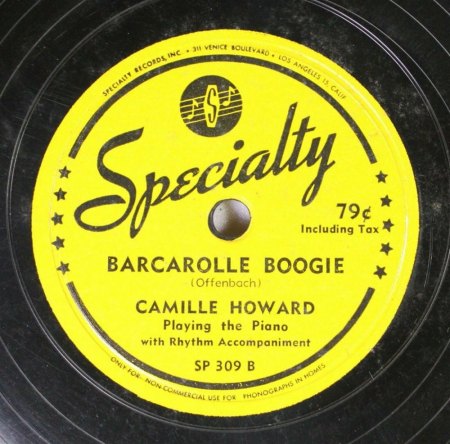 SPECIALTY RECORDS, INC. • 311 VENICE BOULEVARD • LOS ANGELES 15, CALIF.
S
Specialty
79¢
Including Tax
BARCAROLLE BOOGIE
(Offenbach)
CAMILLE HOWARD
Playing the Piano
with Rhythm Accompaniment
SP 309 B
ONLY FOR NON-COMMERCIAL USE FOR PHONOGRAPHS IN HOMES